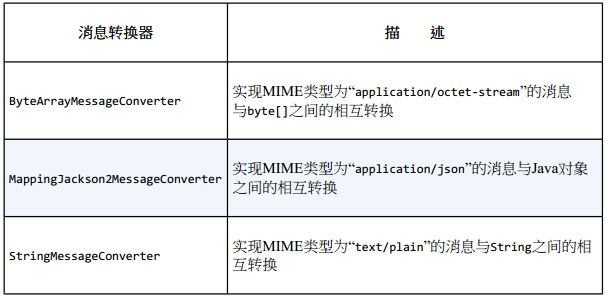 消息转换器
描 述
ByteArrayMessageConverter
实现MIME类型为“application/octet-stream”的消息
与byte[]之间的相互转换
MappingJackson2MessageConverter
实现MIME类型为“application/json”的消息与Java对象
之间的相互转换
StringMessageConverter
实现MIME类型为“text/plain”的消息与String之间的相
互转换